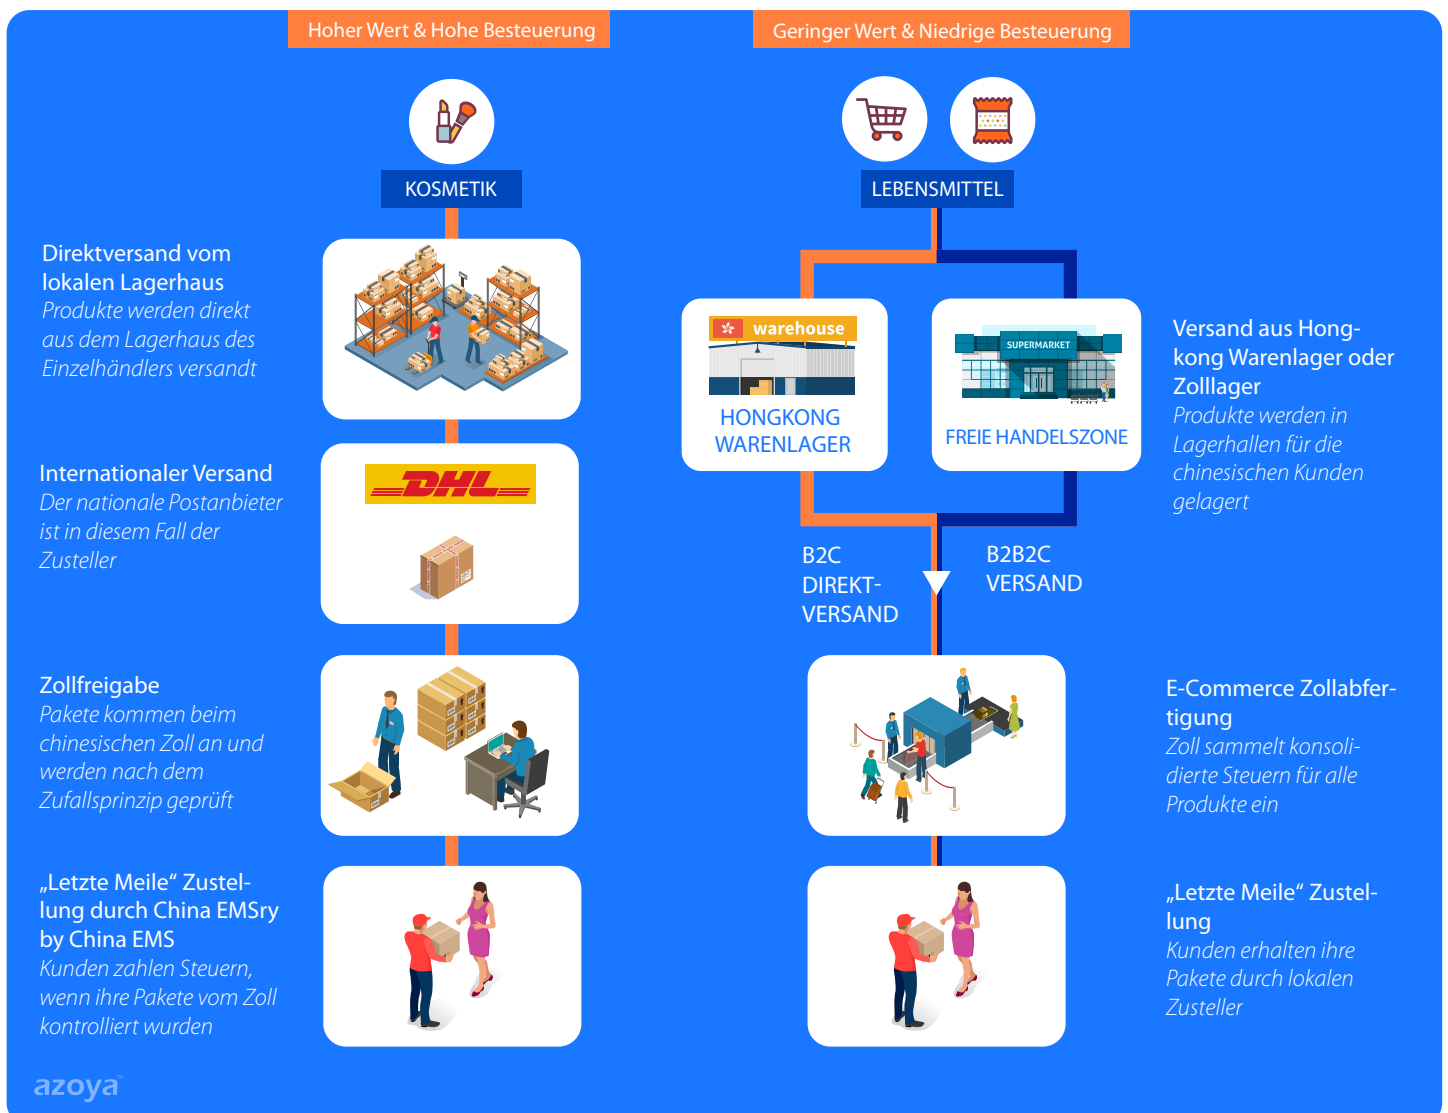 Hoher Wert & Hohe Besteuerung
Geringer Wert & Niedrige Besteuerung
KOSMETIK
LEBENSMITTEL
Direktversand vom
lokalen Lagerhaus
Produkte werden direkt
aus dem Lagerhaus des
Einzelhändlers versandt
warehouse
HONGKONG
WARENLAGER
SUPERMARKET
FREIE HANDELSZONE
Versand aus Hong-
kong Warenlager oder
Zolllager
Produkte werden in
Lagerhallen für die
chinesischen Kunden
gelagert
Internationaler Versand
Der nationale Postanbieter
ist in diesem Fall der
Zusteller
DHL
B2C
DIREKT-
VERSAND
B2B2C
VERSAND
Zollfreigabe
Pakete kommen beim
chinesischen Zoll an und
werden nach dem
Zufallsprinzip geprüft
E-Commerce Zollabfer-
tigung
Zoll sammelt konsoli-
dierte Steuern für alle
Produkte ein
„Letzte Meile“ Zustel-
lung durch China EMSry
by China EMS
Kunden zahlen Steuern,
wenn ihre Pakete vom Zoll
kontrolliert wurden
„Letzte Meile“ Zustel-
lung
Kunden erhalten ihre
Pakete durch lokalen
Zusteller
azoya™